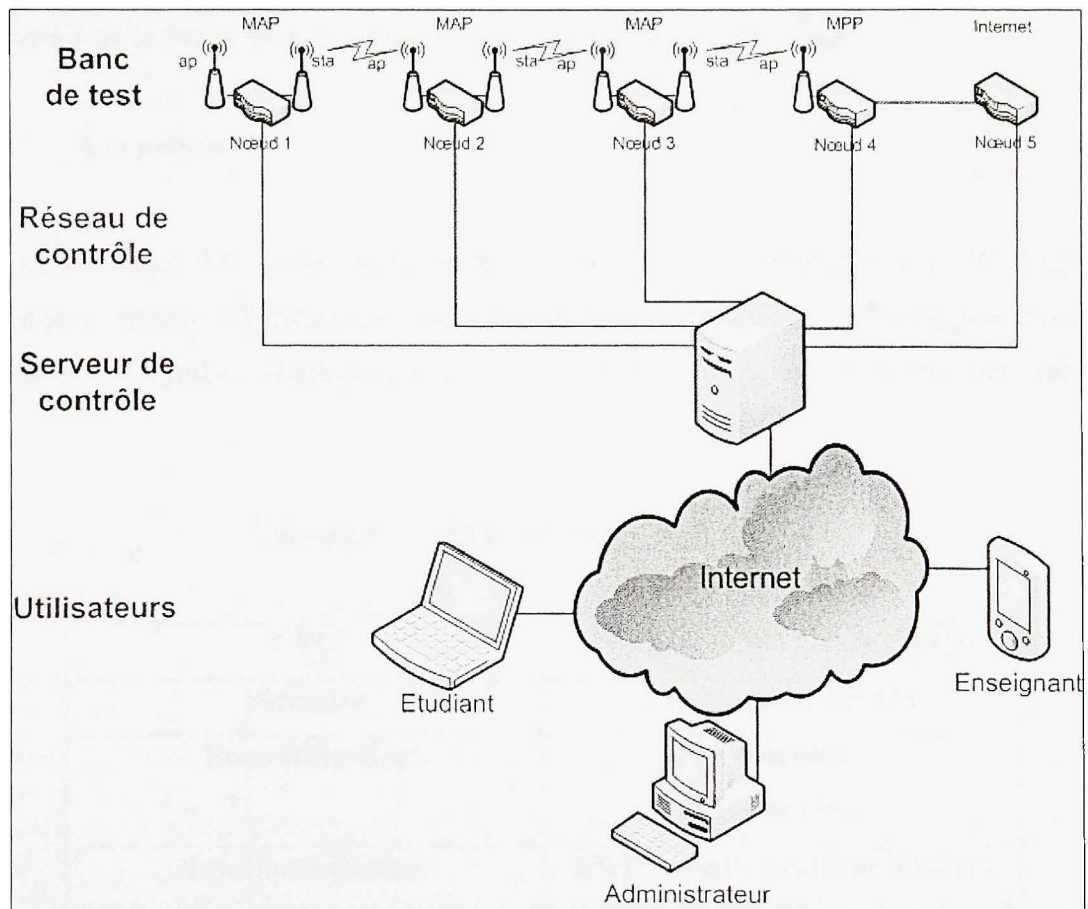 MAP MAP MAP MPP Internet
Banc
de test
ap sta ap sta ap sta ap
Nœud 1 Nœud 2 Nœud 3 Nœud 4 Nœud 5
Réseau de
contrôle
Serveur de
contrôle
Internet
Utilisateurs
Etudiant
Enseignant
Administrateur